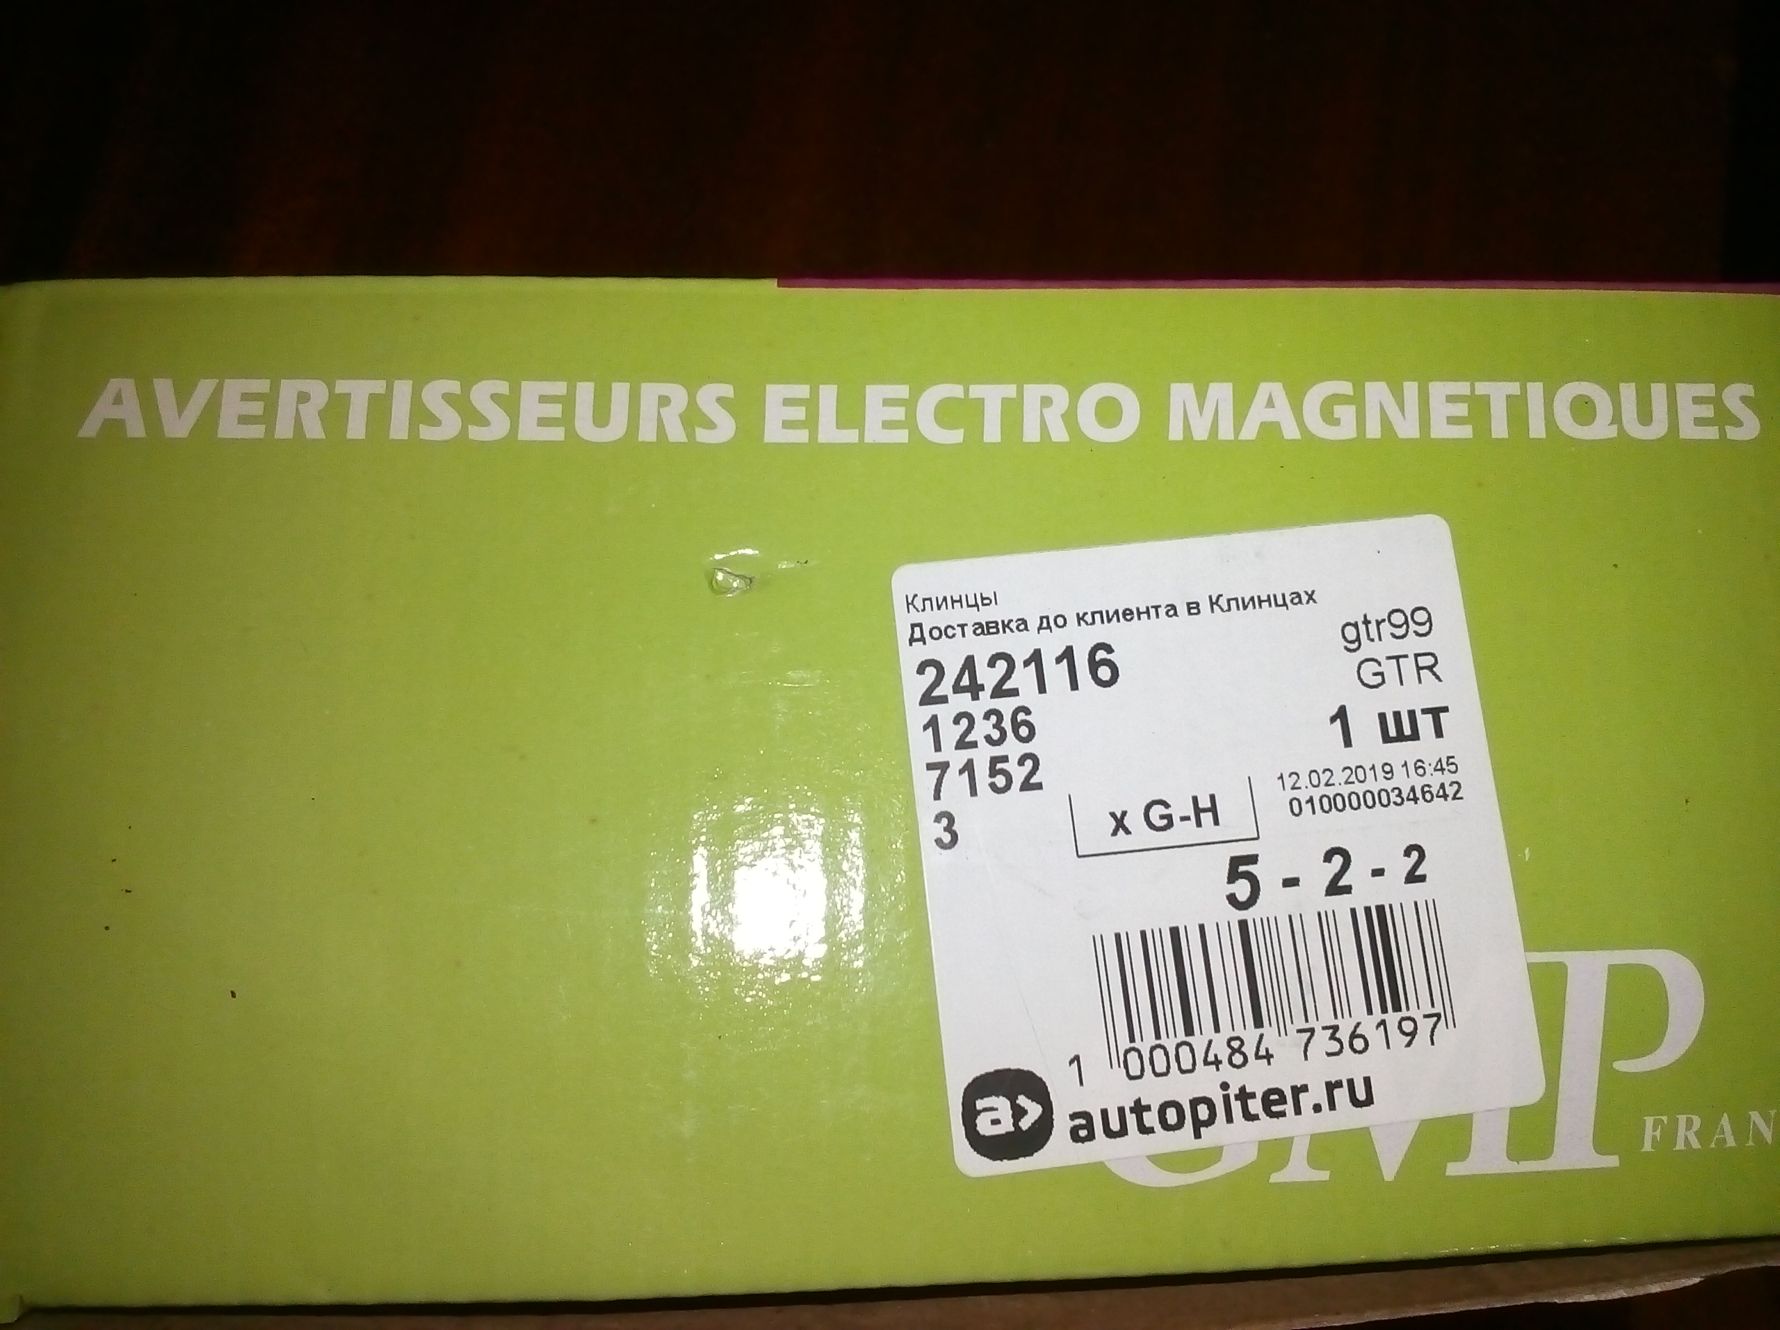 AVERTISSEURS ELECTRO MAGNETIQUES
Клинцы
Доставка до клиента в Клинцах
gtr99
242116
GTR
1236
1 шт
7152
12.02.2019 16:45
3
x G-H
010000034642
5 - 2 - 2
1 000484 736197
a> autopiter.ru